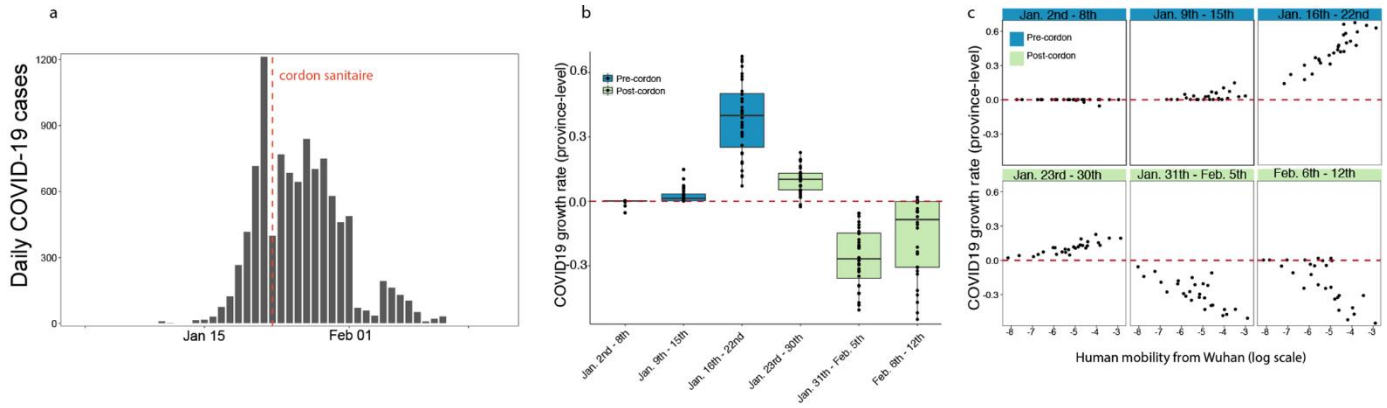 a
Daily COVID-19 cases
1200
900
600
300
0
cordon sanitaire
Jan 15
Feb 01
b
COVID19 growth rate (province-level)
0.6
0.3
0.0
-0.3
Pre-cordon
Post-cordon
Jan. 2nd - 8th
Jan. 9th - 15th
Jan. 16th - 22nd
Jan. 23rd - 30th
Jan. 31th - Feb. 5th
Feb. 6th - 12th
c
COVID19 growth rate (province-level)
Jan. 2nd - 8th
Jan. 9th - 15th
Jan. 16th - 22nd
0.6
0.3
0.0
-0.3
Pre-cordon
Post-cordon
Jan. 23rd - 30th
Jan. 31th - Feb. 5th
Feb. 6th - 12th
0.6
0.3
0.0
-0.3
-8 -7 -6 -5 -4 -3
-8 -7 -6 -5 -4 -3
-8 -7 -6 -5 -4 -3
Human mobility from Wuhan (log scale)